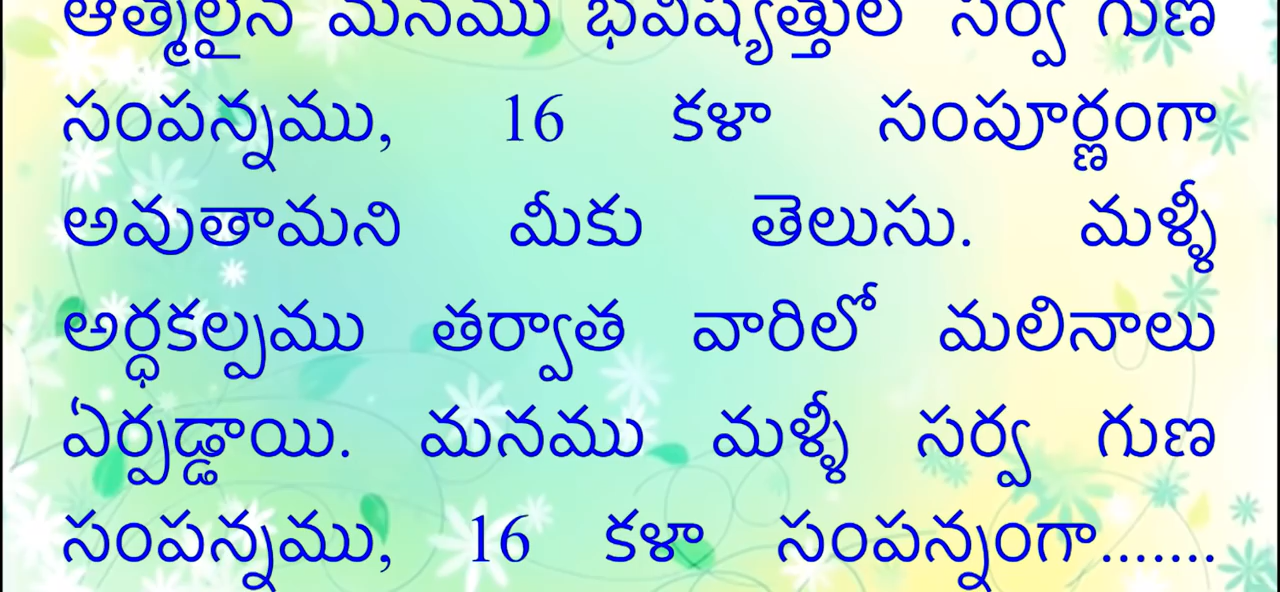 ఆత్మలైన మనము భవిష్యత్తుల సర్వ గుణ
సంపన్నము, 16 కళా సంపూర్ణంగా
అవుతామని మీకు తెలుసు. మళ్ళీ
అర్ధకల్పము తర్వాత వారిలో మలినాలు
ఏర్పడ్డాయి. మనము మళ్ళీ సర్వ గుణ
సంపన్నము, 16 కళా సంపన్నంగా.......